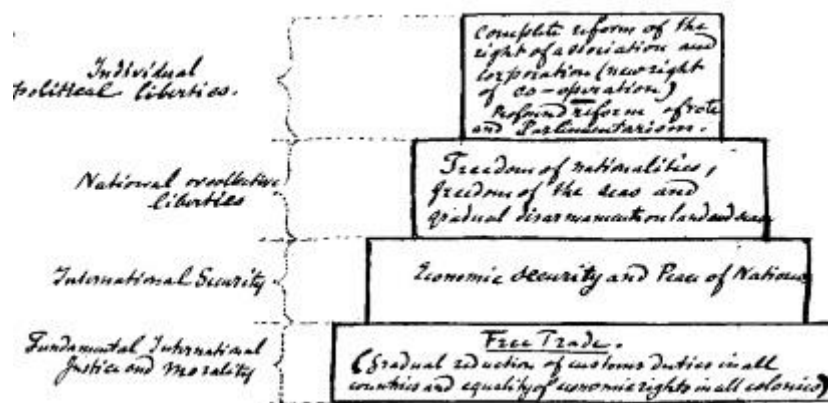 Individual
political liberties.
Complete reform of the
right of association and
corporation (new right
of co-operation)
Profound reform of vote
and Parlimentarism.
National or collective
liberties
Freedom of nationalities,
freedom of the seas and
gradual disarmament on land and seas
International Security
Economic security and Peace of Nations
Fundamental International
Justice and Morality
Free Trade.
(Gradual reduction of customs duties in all
countries and equality of economic rights in all colonies)